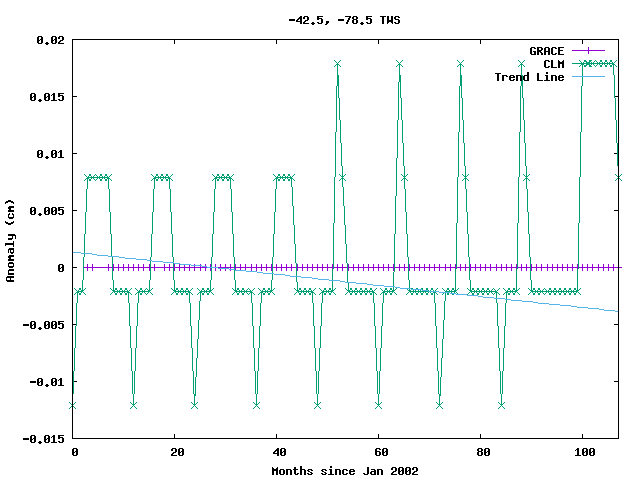 -42.5, -78.5 TWS
0.02
0.015
0.01
0.005
0
-0.005
-0.01
-0.015
Anomaly (cm)
GRACE
CLM
Trend Line
0 20 40 60 80 100
Months since Jan 2002